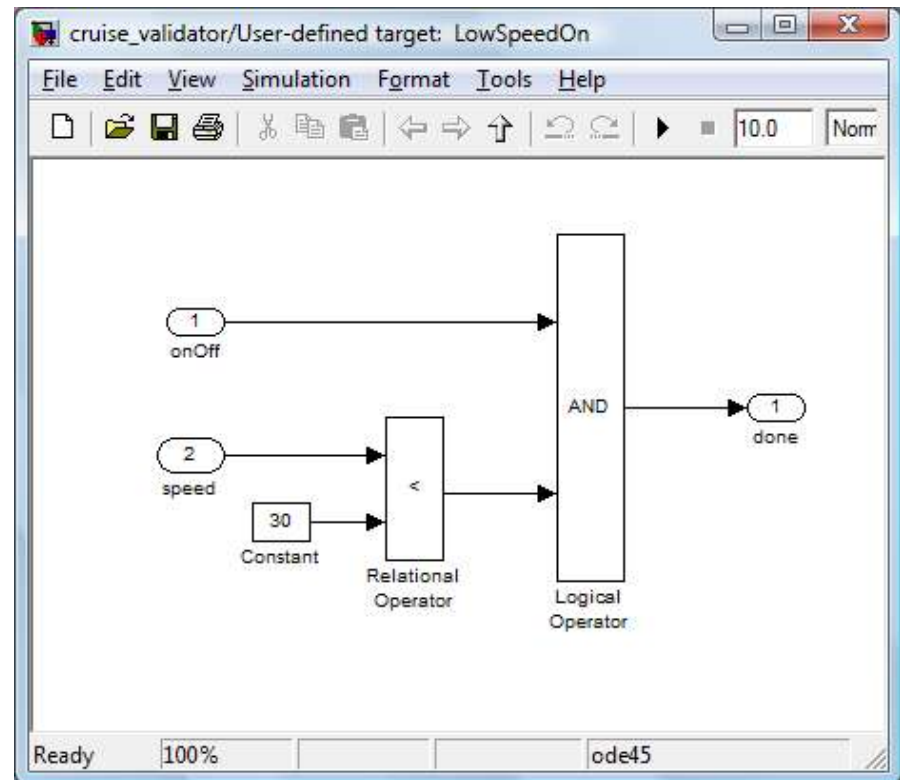 cruise_validator/User-defined target: LowSpeedOn
File Edit View Simulation Format Tools Help
10.0 Norm
1
onOff
AND
1
done
2
speed
<
30
Constant
Relational
Operator
Logical
Operator
Ready 100% ode45